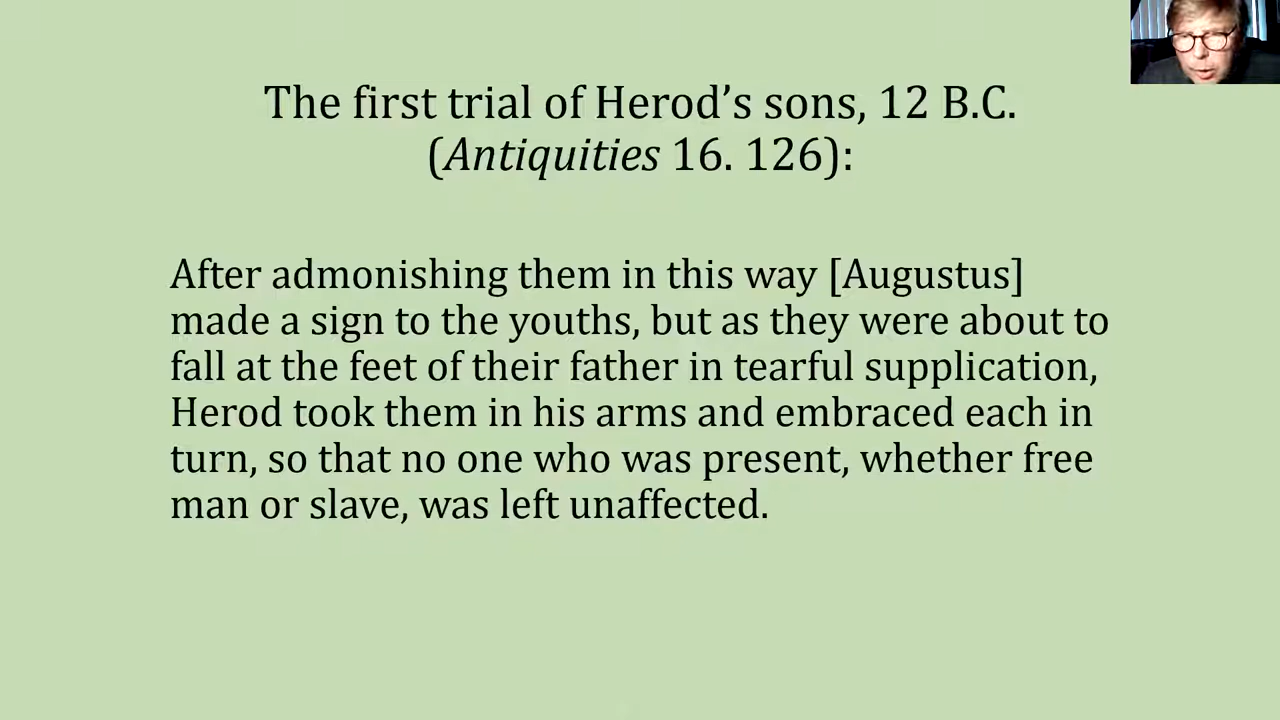 The first trial of Herod’s sons, 12 B.C.
(Antiquities 16. 126):
After admonishing them in this way [Augustus]
made a sign to the youths, but as they were about to
fall at the feet of their father in tearful supplication,
Herod took them in his arms and embraced each in
turn, so that no one who was present, whether free
man or slave, was left unaffected.